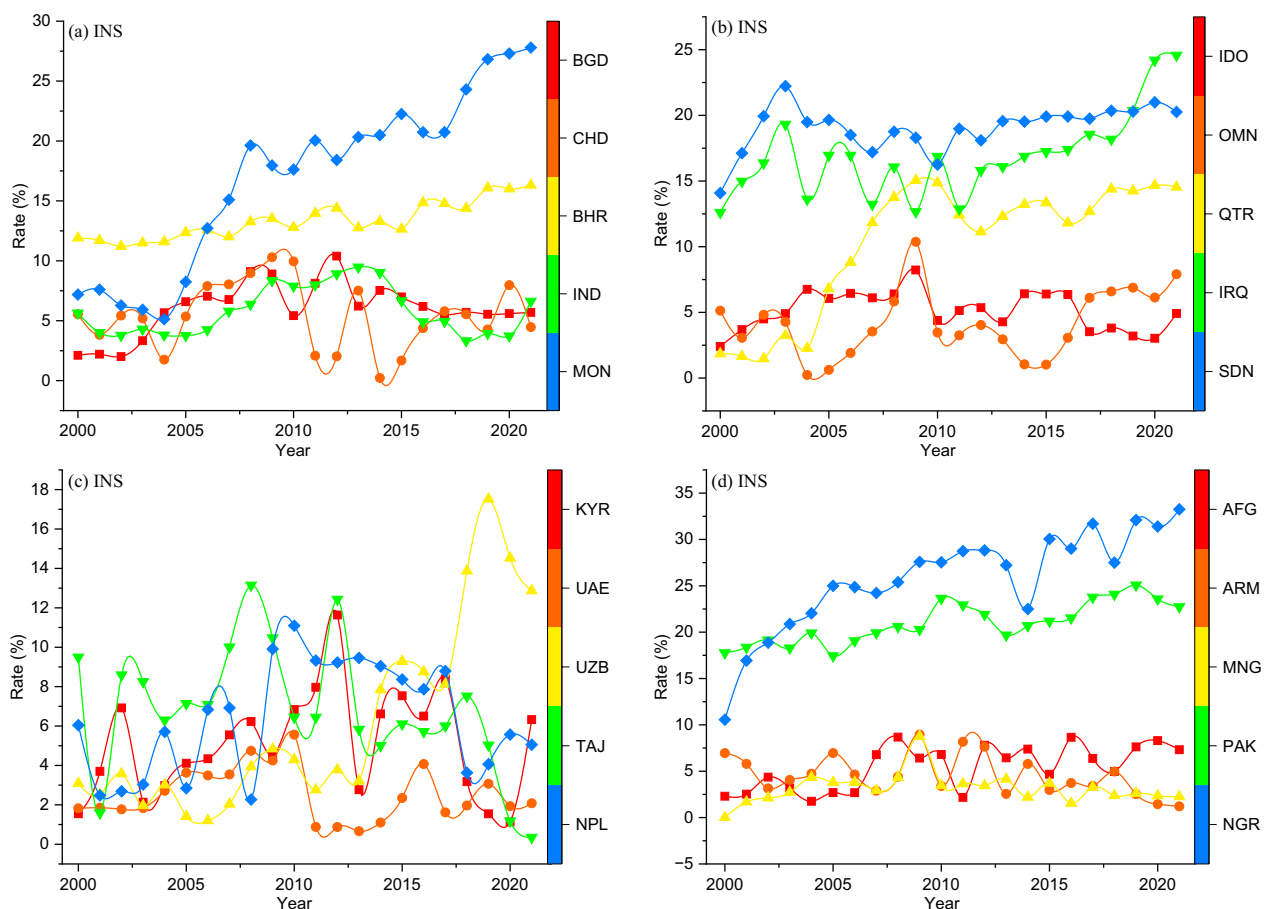 (a) INS
Rate (%)
30
25
20
15
10
5
0
2000 2005 2010 2015 2020
Year
BGD
CHD
BHR
IND
MON
(b) INS
Rate (%)
25
20
15
10
5
0
2000 2005 2010 2015 2020
Year
IDO
OMN
QTR
IRQ
SDN
(c) INS
Rate (%)
18
16
14
12
10
8
6
4
2
0
2000 2005 2010 2015 2020
Year
KYR
UAE
UZB
TAJ
NPL
(d) INS
Rate (%)
35
30
25
20
15
10
5
0
−5
2000 2005 2010 2015 2020
Year
AFG
ARM
MNG
PAK
NGR